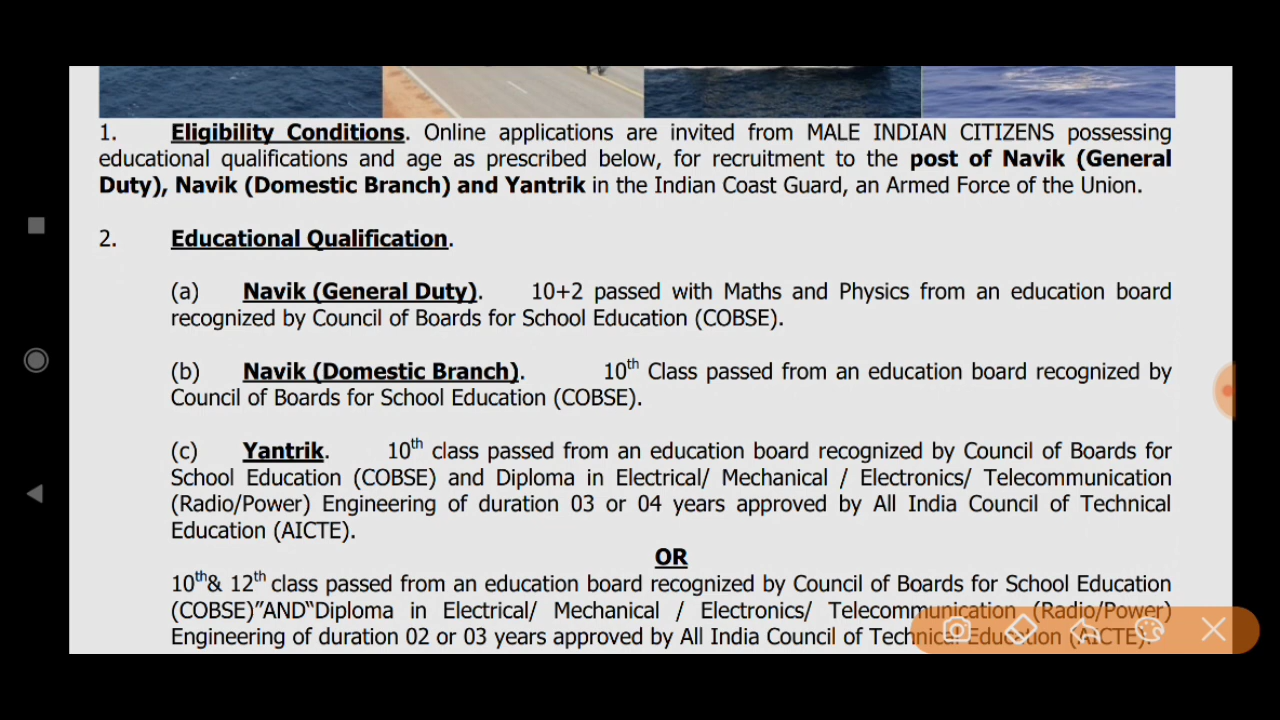 1. Eligibility Conditions. Online applications are invited from MALE INDIAN CITIZENS possessing
educational qualifications and age as prescribed below, for recruitment to the post of Navik (General
Duty), Navik (Domestic Branch) and Yantrik in the Indian Coast Guard, an Armed Force of the Union.
2. Educational Qualification.
(a) Navik (General Duty). 10+2 passed with Maths and Physics from an education board
recognized by Council of Boards for School Education (COBSE).
(b) Navik (Domestic Branch). 10th Class passed from an education board recognized by
Council of Boards for School Education (COBSE).
(c) Yantrik. 10th class passed from an education board recognized by Council of Boards for
School Education (COBSE) and Diploma in Electrical/ Mechanical / Electronics/ Telecommunication
(Radio/Power) Engineering of duration 03 or 04 years approved by All India Council of Technical
Education (AICTE).
OR
10th& 12th class passed from an education board recognized by Council of Boards for School Education
(COBSE)”AND“Diploma in Electrical/ Mechanical / Electronics/ Telecommunication (Radio/Power)
Engineering of duration 02 or 03 years approved by All India Council of Technical Education (AICTE).